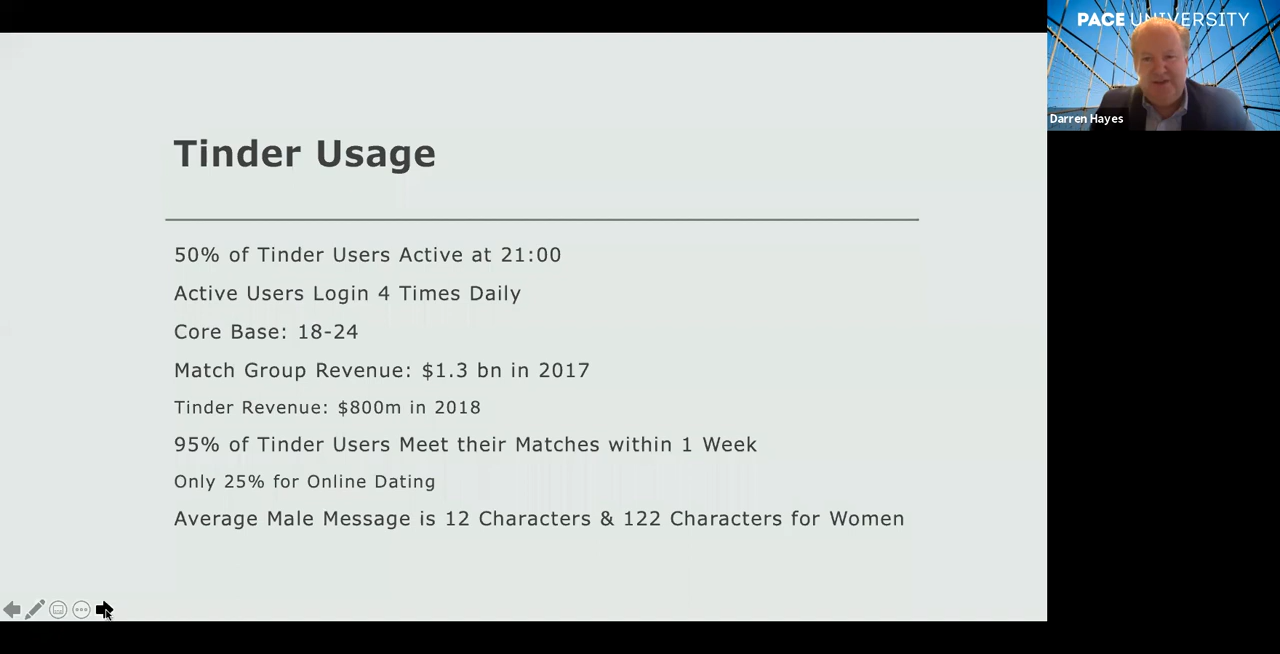 Tinder Usage
50% of Tinder Users Active at 21:00
Active Users Login 4 Times Daily
Core Base: 18-24
Match Group Revenue: $1.3 bn in 2017
Tinder Revenue: $800m in 2018
95% of Tinder Users Meet their Matches within 1 Week
Only 25% for Online Dating
Average Male Message is 12 Characters & 122 Characters for Women
PACE UNIVERSITY
Darren Hayes